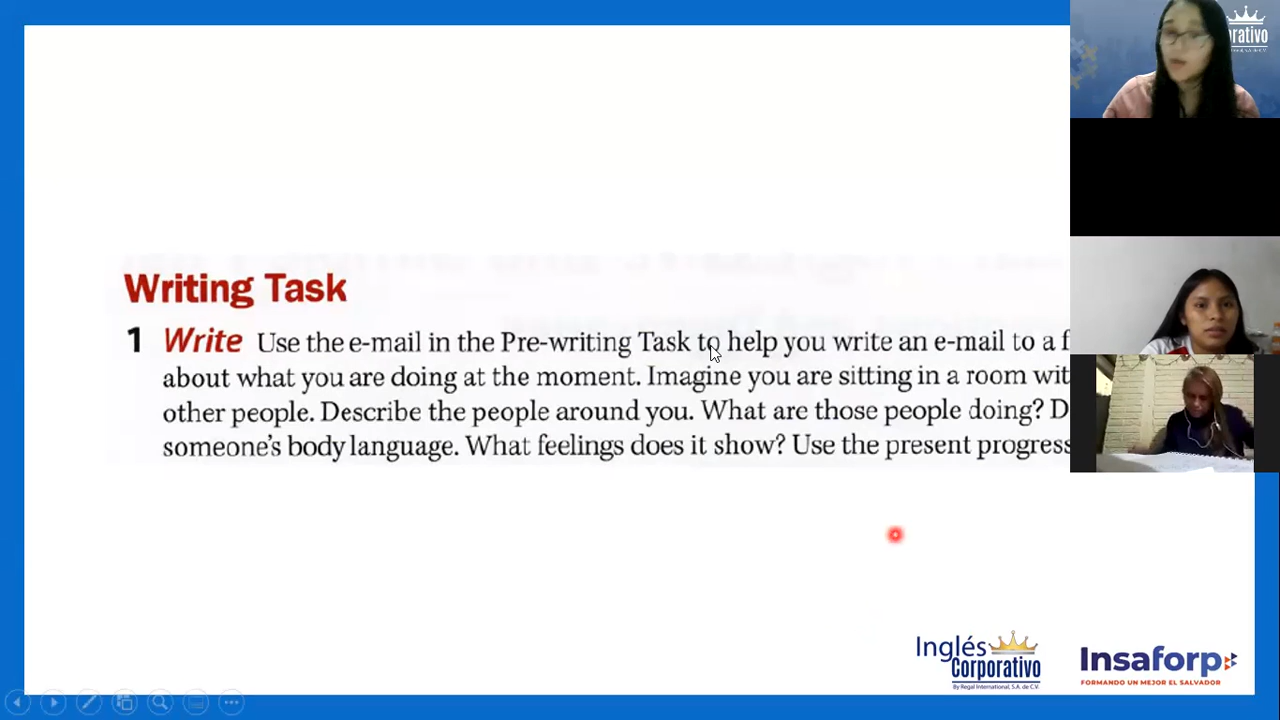 rativo
Writing Task
1 Write Use the e-mail in the Pre-writing Task to help you write an e-mail to a f
about what you are doing at the moment. Imagine you are sitting in a room wit
other people. Describe the people around you. What are those people doing? D
someone's body language. What feelings does it show? Use the present progress
Inglés
Corporativo
By Regal International, S.A. de C.V.
Insaforp
FORMANDO UN MEJOR EL SALVADOR